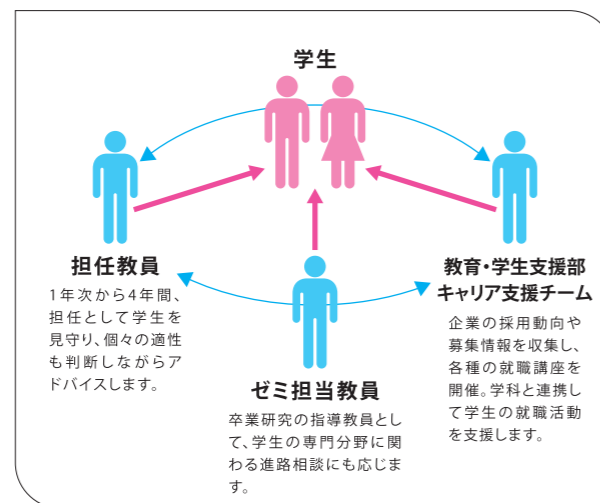 学生
担任教員
1年次から4年間、
担任として学生を
見守り、個々の適性
も判断しながらア
ドバイスします。
ゼミ担当教員
卒業研究の指導教員とし
て、学生の専門分野に関
わる進路相談にも応じま
す。
教育・学生支援部
キャリア支援チーム
企業の採用動向や
募集情報を収集し、
各種の就職講座を
開催。学科と連携し
て学生の就職活動
を支援します。